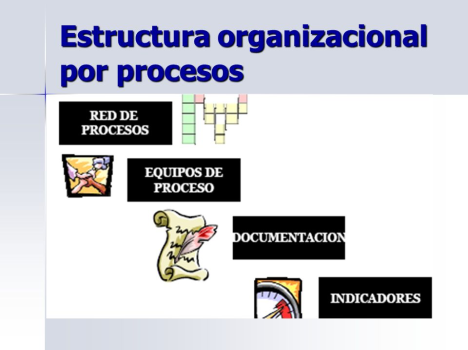 Estructura organizacional
por procesos
RED DE
PROCESOS
EQUIPOS DE
PROCESO
DOCUMENTACION
INDICADORES